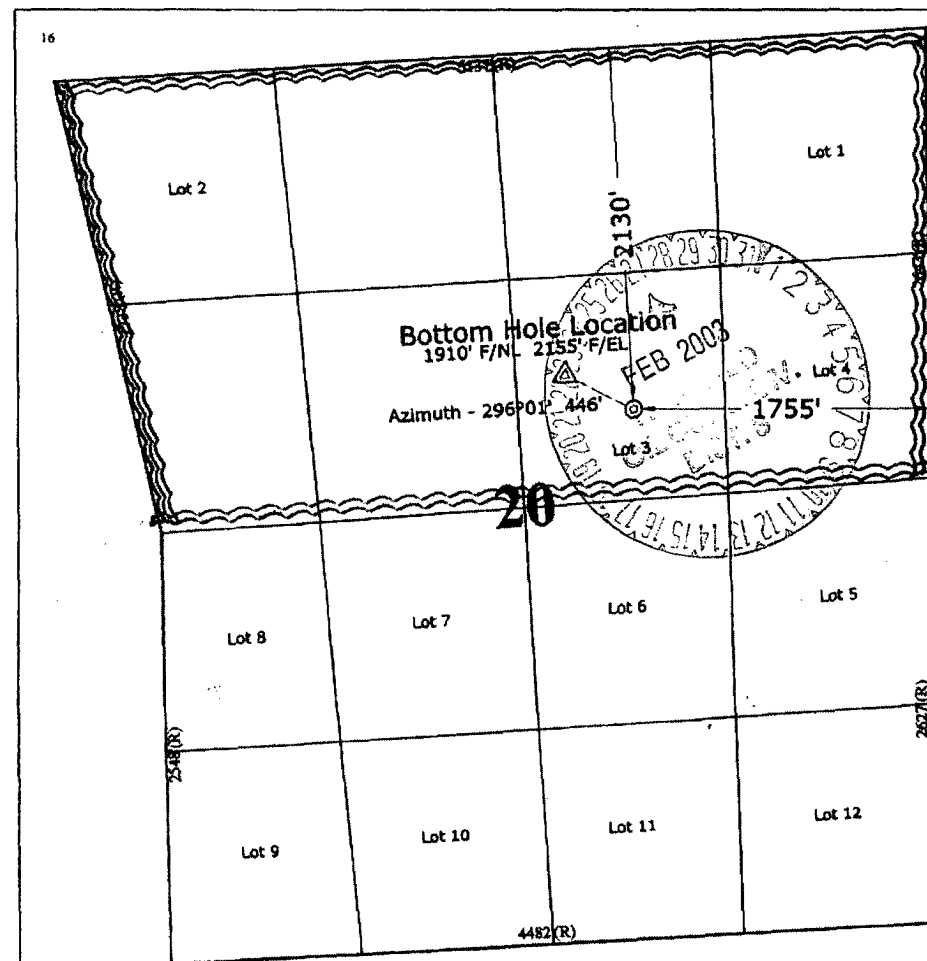 16
Lot 1
Lot 2
2130'
Bottom Hole Location
1910' F/NL 2155' F/EL
FEB 2003
Lot 4
Azimuth - 296°01' 446'
1755'
Lot 3
20
Lot 5
Lot 6
Lot 7
Lot 8
2627 (R)
2548 (R)
Lot 12
Lot 11
Lot 10
Lot 9
4482 (R)